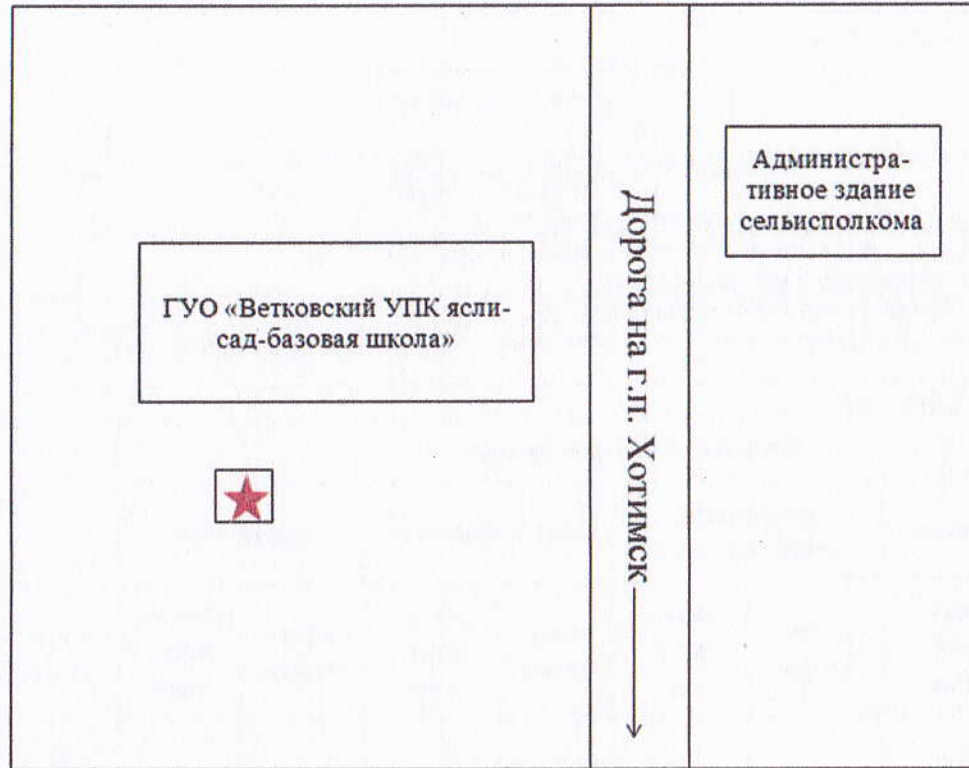 ГУО «Ветковский УПК ясли-
сад-базовая школа»
Дорога на г.п. Хотимск
Администра-
тивное здание
сельисполкома